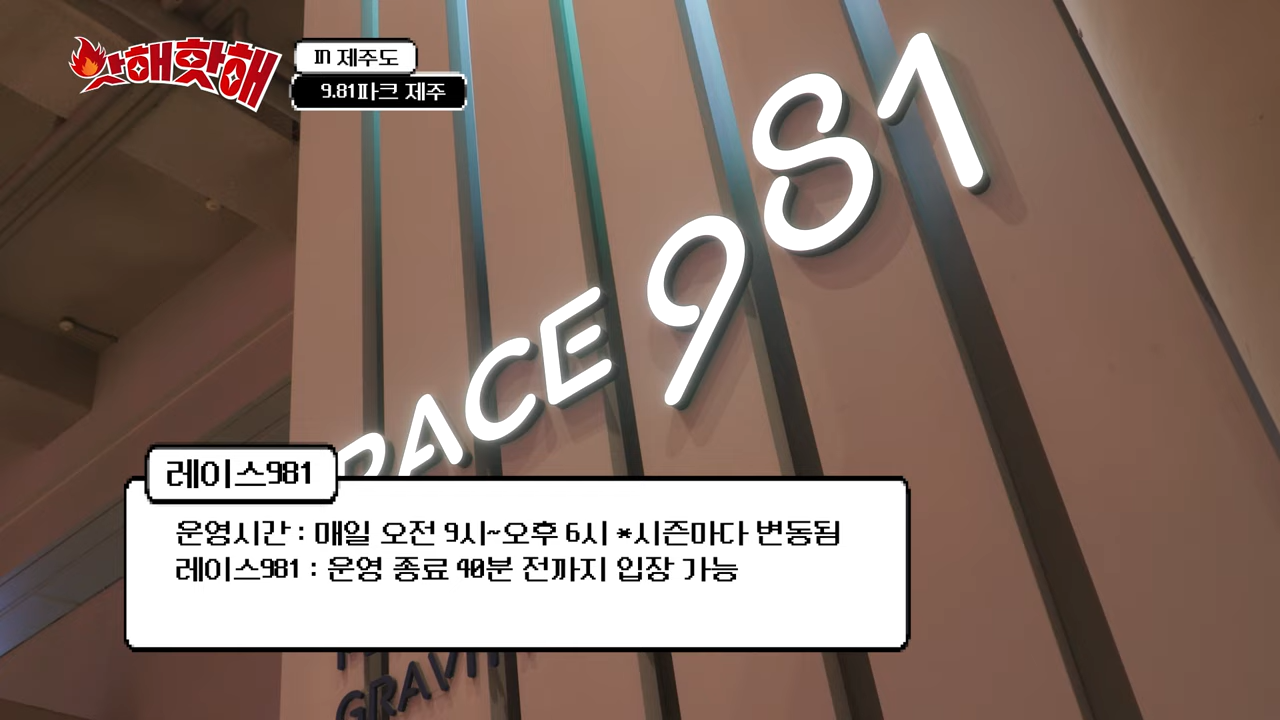 핫해핫해
in 제주도
9.81파크 제주
RACE 981
레이스981
운영시간 : 매일 오전 9시~오후 6시 *시즌마다 변동됨
레이스981 : 운영 종료 40분 전까지 입장 가능